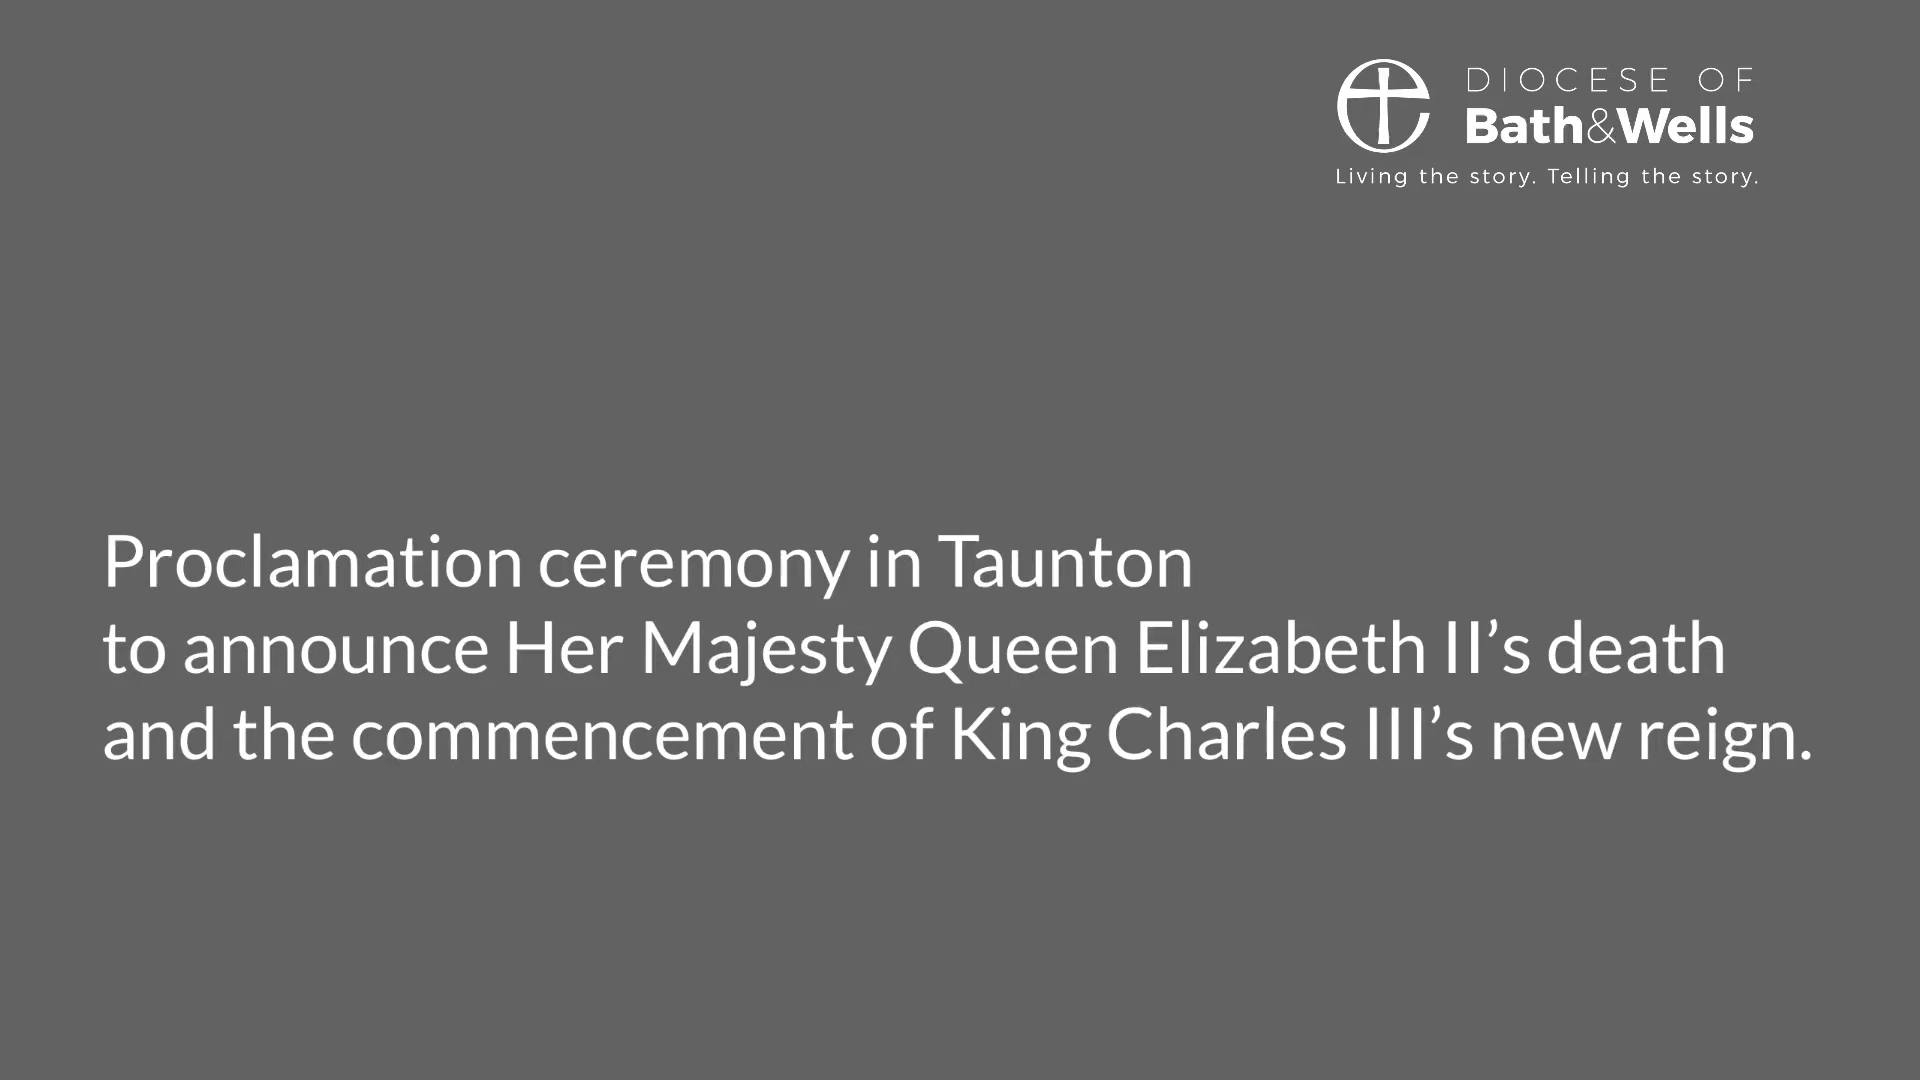 DIOCESE OF
Bath&Wells
Living the story. Telling the story.
Proclamation ceremony in Taunton
to announce Her Majesty Queen Elizabeth II’s death
and the commencement of King Charles III’s new reign.